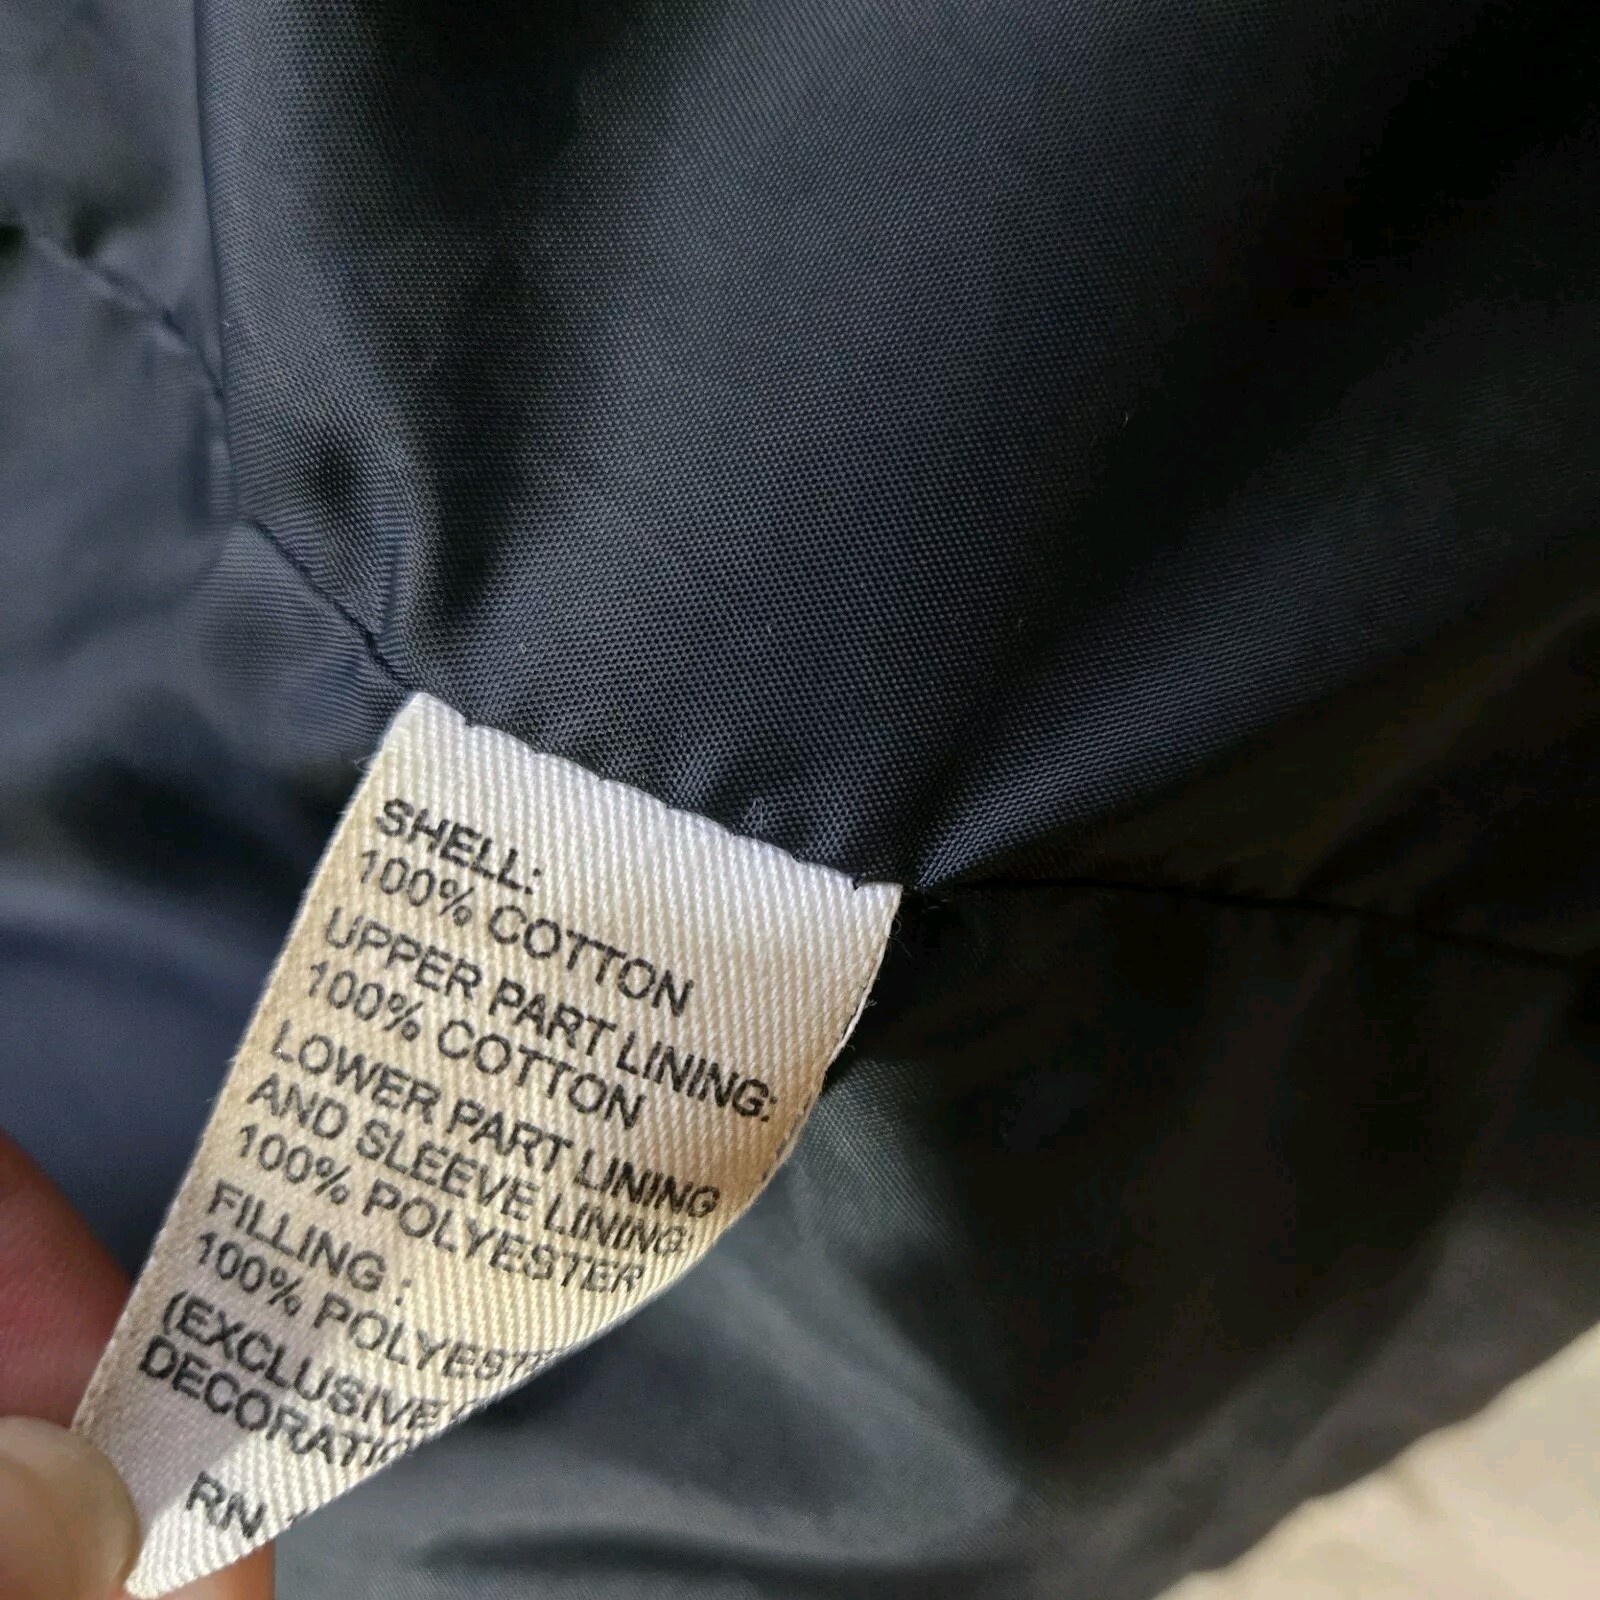 SHELL:
100% COTTON
UPPER PART LINING:
100% COTTON
LOWER PART LINING
AND SLEEVE LINING:
100% POLYESTER
FILLING :
100% POLYEST
(EXCLUSIVE
DECORATIO
RN